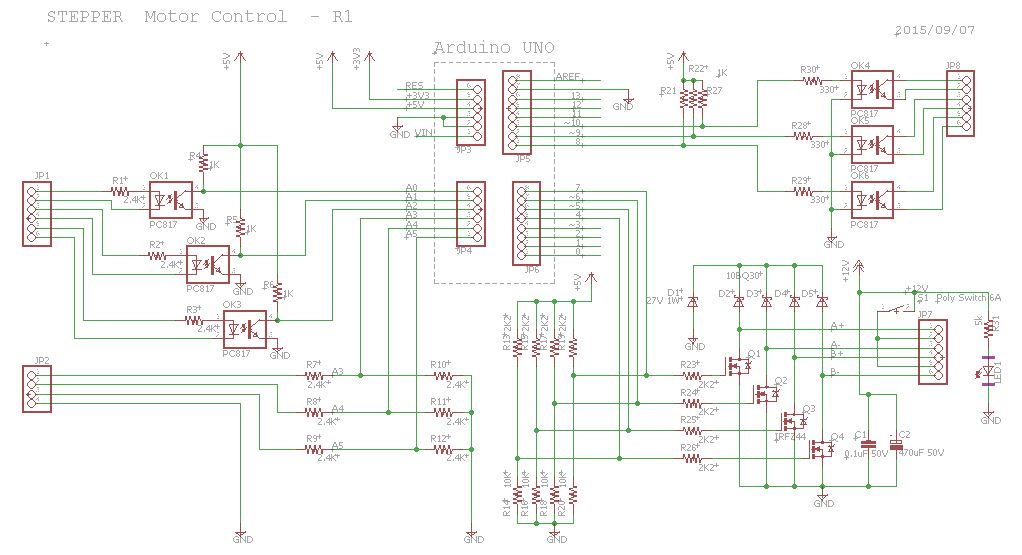 STEPPER Motor Control - R1
2015/09/07
Arduino UNO
+5V
+5V
+3V3
+5V
RES
+3V3
+5V
GND
VIN
JP3
AREF
GND
13
12
11
~10
~9
8
JP5
R21
R22
R27
1K
R30
330
OK4
PC817
JP8
R28
330
OK5
PC817
R29
330
OK6
PC817
GND
R4
1K
JP1
R1
2.4K
OK1
PC817
GND
R5
1K
R2
2.4K
OK2
PC817
GND
R6
1K
R3
2.4K
OK3
PC817
GND
A0
A1
A2
A3
A4
A5
JP4
7
~6
~5
4
~3
2
1
0
JP6
+5V
JP2
R7
2.4K
A3
R10
2.4K
R8
2.4K
A4
R11
2.4K
R9
2.4K
A5
R12
2.4K
GND
GND
2K2
2K2
2K2
2K2
R19
10K
10K
10K
10K
R14
R16
R18
R20
GND
R23
2K2
R24
2K2
R25
2K2
R26
2K2
10BQ30
D1
27V 1W
D2
D3
D4
D5
GND
Q1
Q2
Q3
IRFZ44
Q4
GND
+12V
+12V
S1
Poly Switch 6A
A+
A-
B+
B-
JP7
5k
R31
LED1
GND
C1
0.1uF 50V
C2
470uF 50V